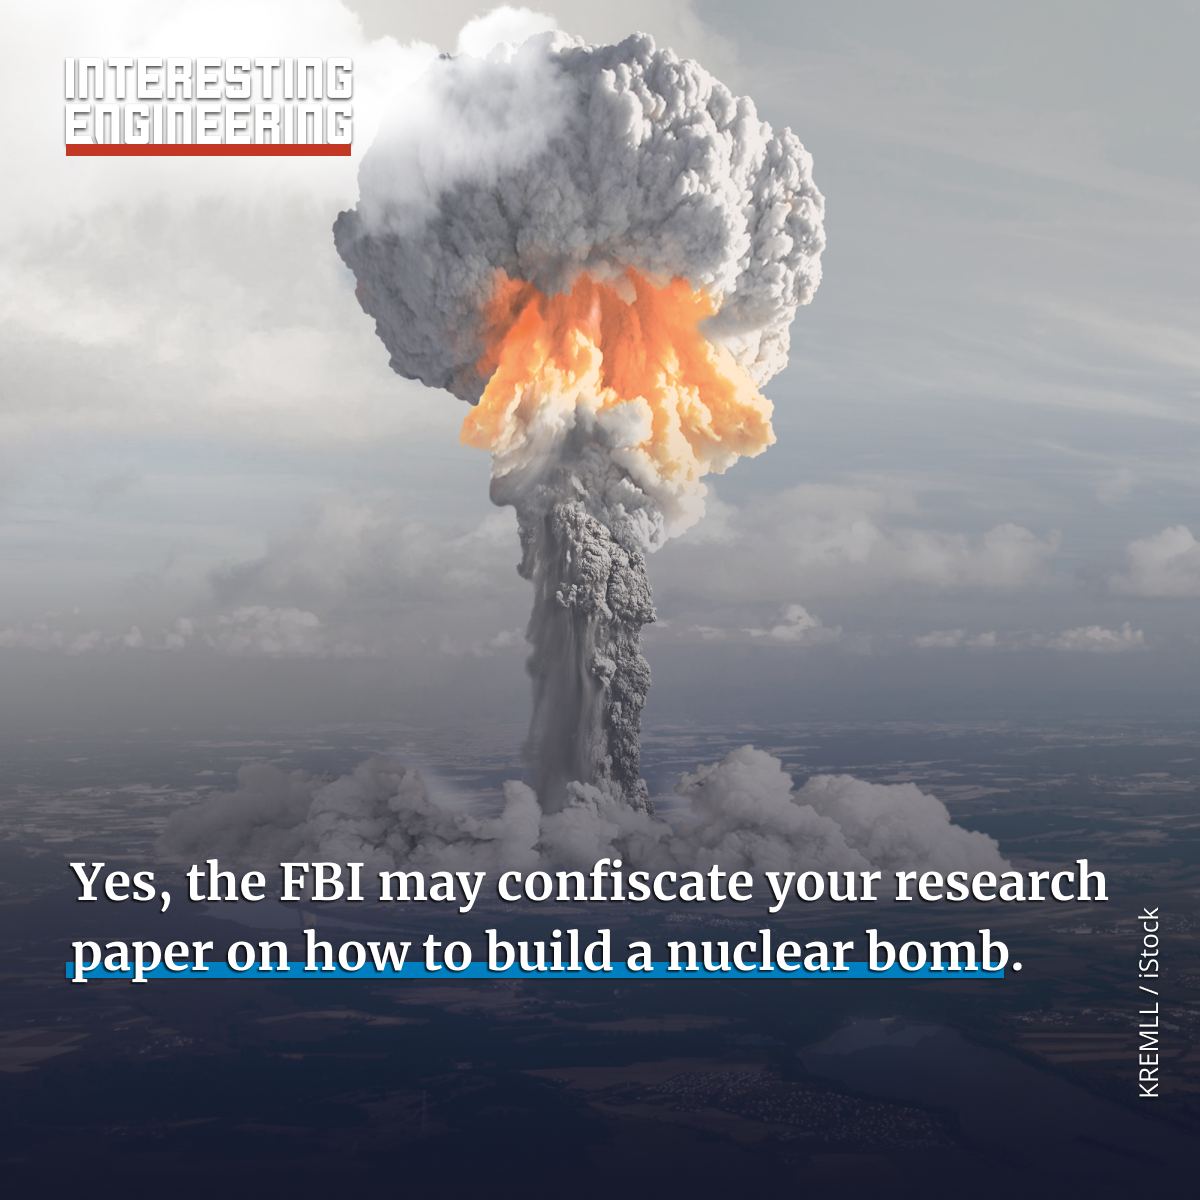 INTERESTING
ENGINEERING
Yes, the FBI may confiscate your research
paper on how to build a nuclear bomb.
KREMLL / iStock